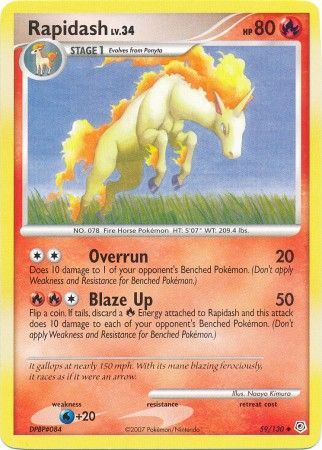 Rapidash LV.34
HP 80
STAGE 1 Evolves from Ponyta
NO. 078 Fire Horse Pokémon HT: 5'07" WT: 209.4 lbs.
Overrun 20
Does 10 damage to 1 of your opponent's Benched Pokémon. (Don't apply
Weakness and Resistance for Benched Pokémon.)
Blaze Up 50
Flip a coin. If tails, discard a Energy attached to Rapidash and this attack
does 10 damage to each of your opponent's Benched Pokémon. (Don't apply
Weakness and Resistance for Benched Pokémon.)
It gallops at nearly 150 mph. With its mane blazing ferociously,
it races as if it were an arrow.
Illus. Naoyo Kimura
weakness resistance retreat cost
+20
DPBP#084 ©2007 Pokémon/Nintendo 59/130